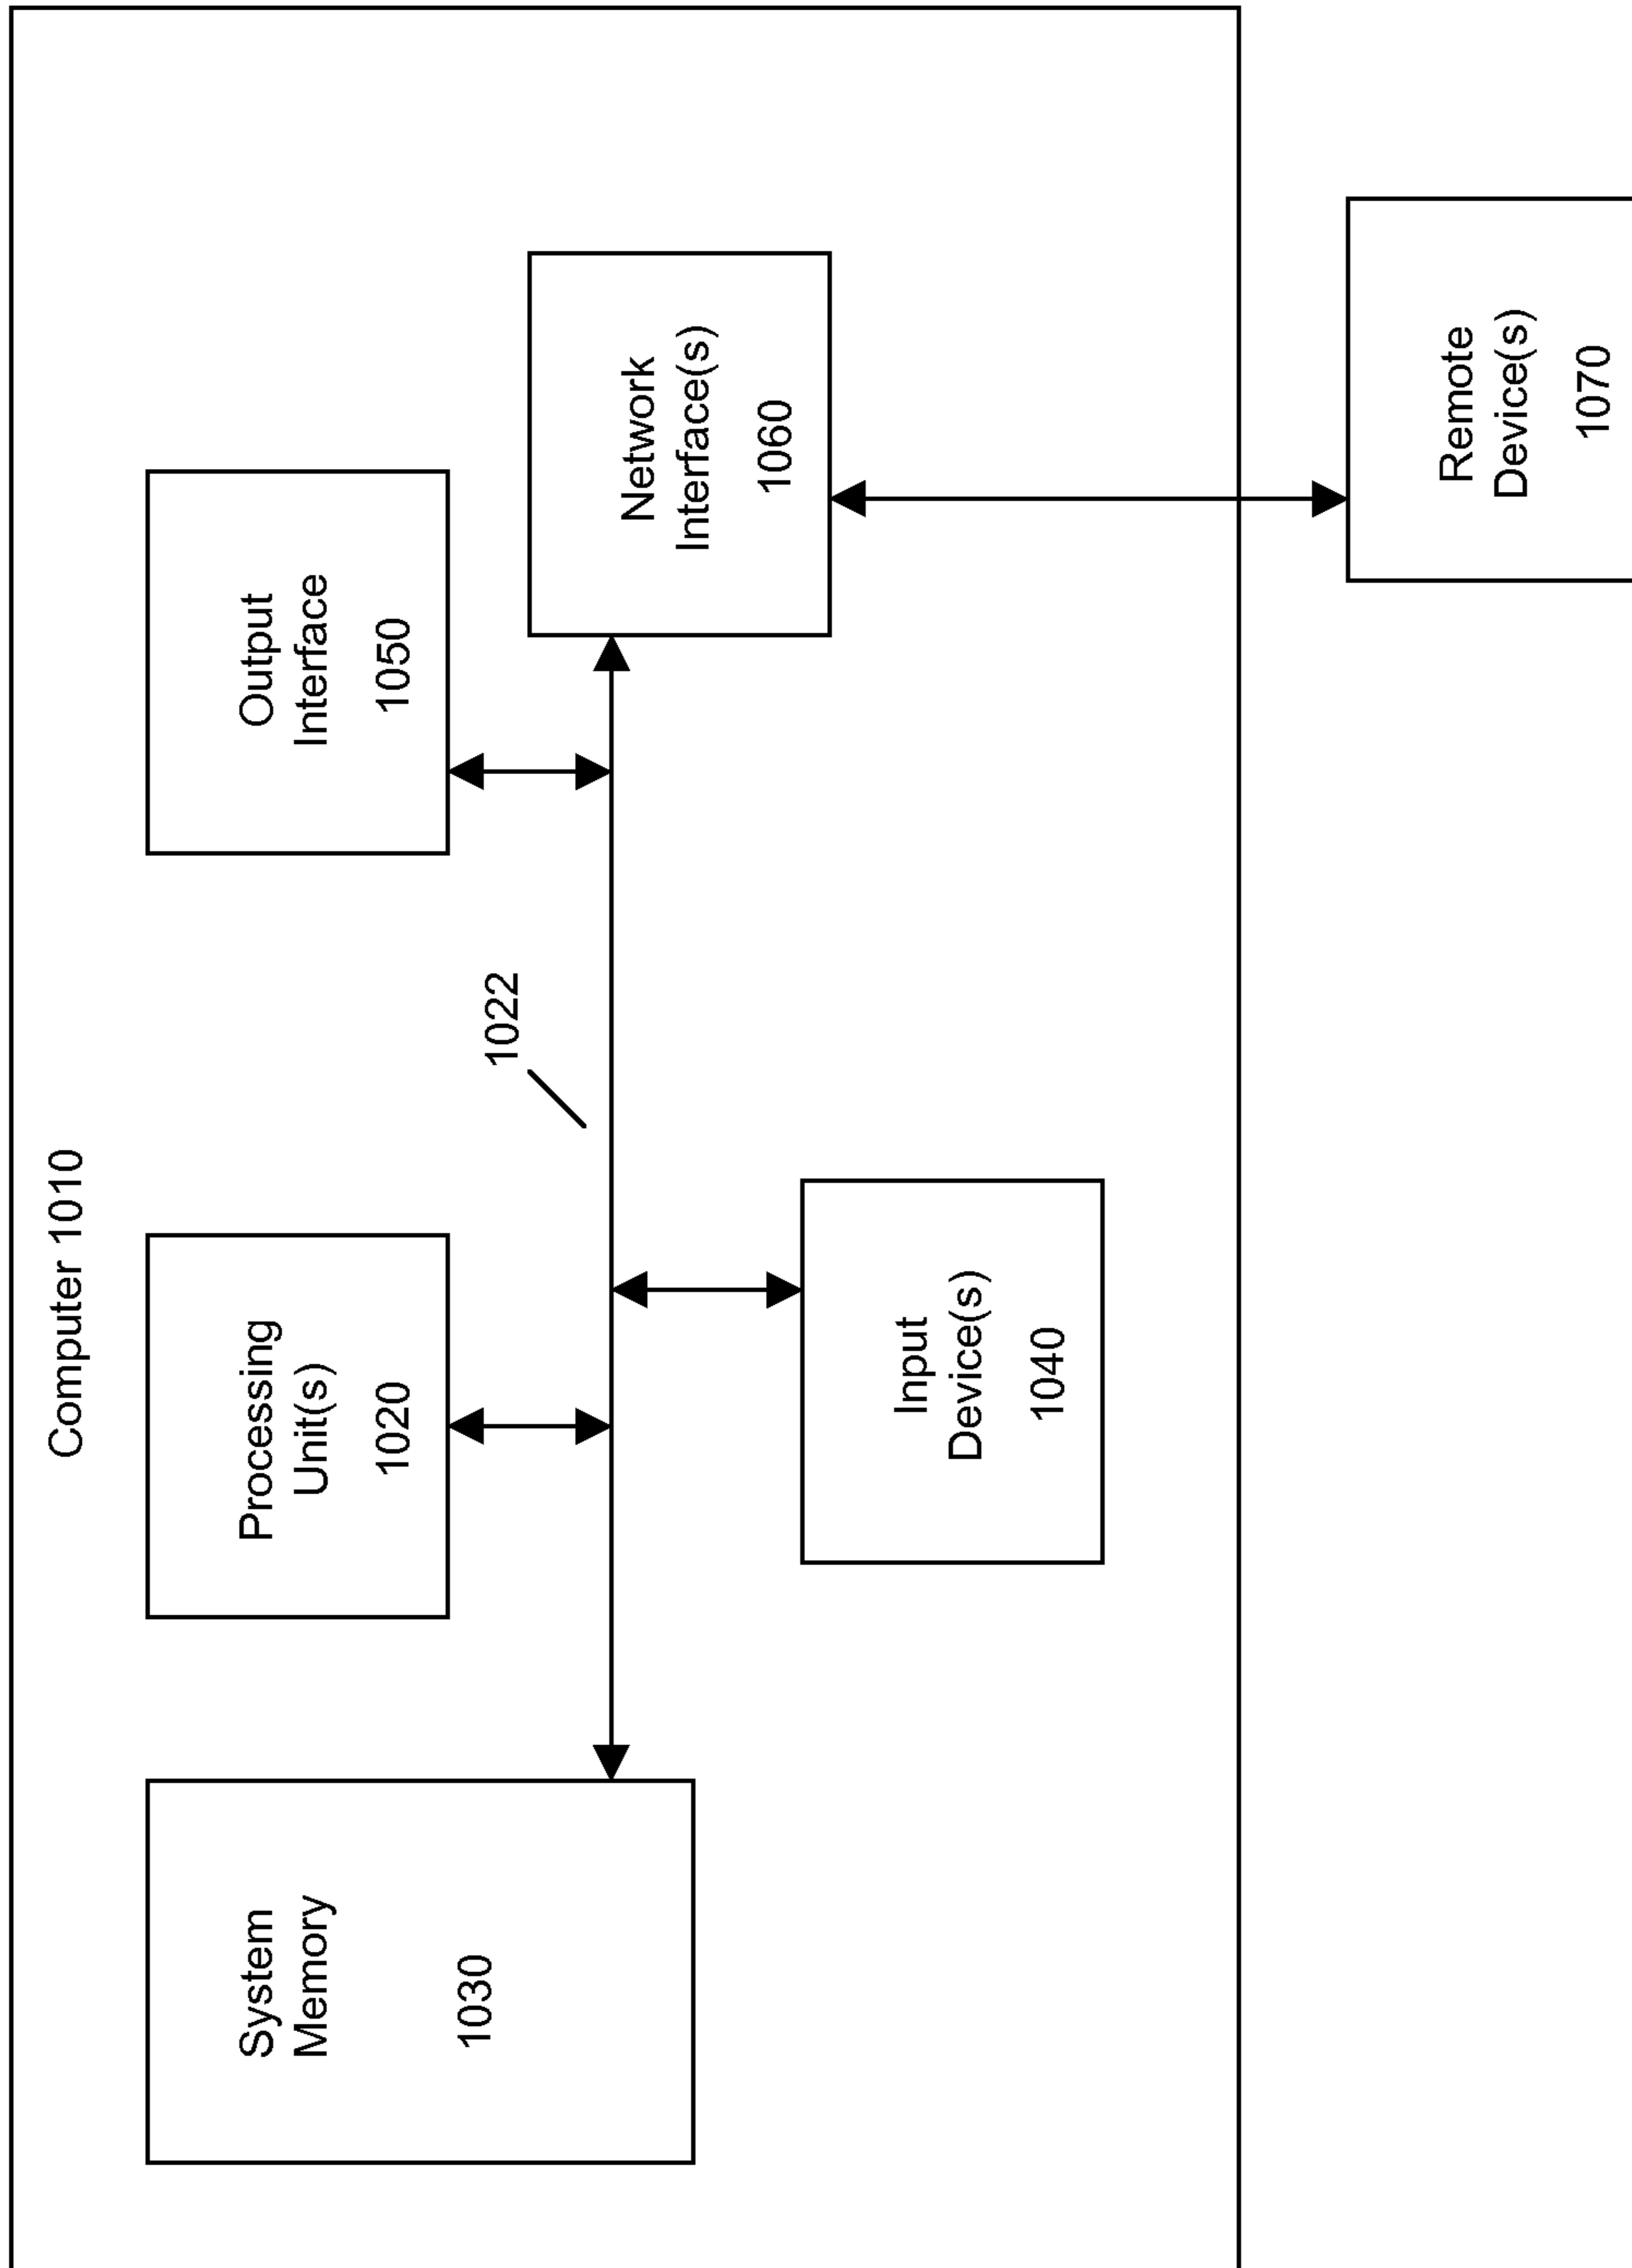 Computer 1010
System
Memory
1030
Processing
Unit(s)
1020
Output
Interface
1050
1022
Network
Interface(s)
1060
Input
Device(s)
1040
Remote
Device(s)
1070